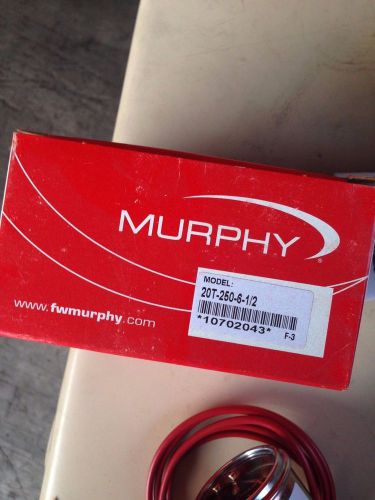 MURPHY
®
MODEL:
20T-250-6-1/2
*10702043*
F-3
www.fwmurphy.com